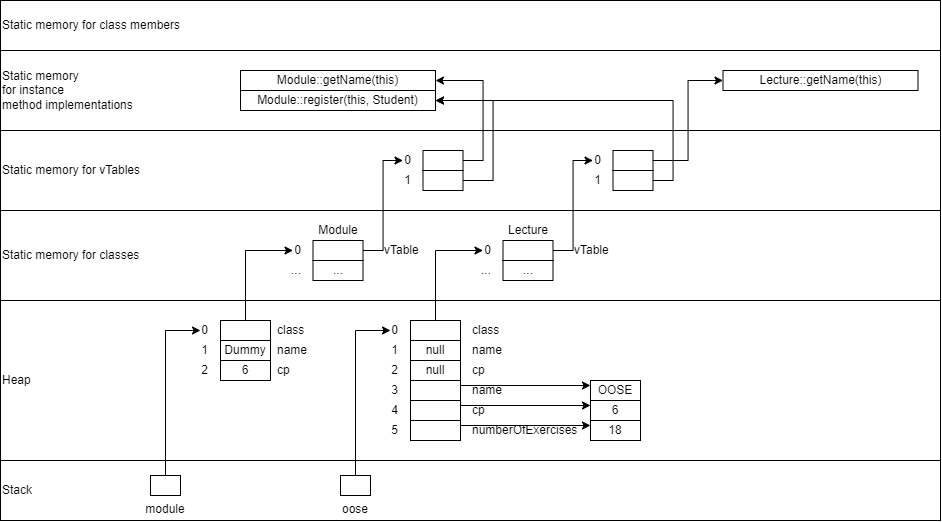 Static memory for class members
Static memory
for instance
method implementations
Module::getName(this)
Module::register(this, Student)
Lecture::getName(this)
Static memory for vTables
0
1
0
1
Static memory for classes
Module
0
vTable
...
...
Lecture
0
vTable
...
...
Heap
0
class
1
Dummy
name
2
6
cp
0
class
1
null
name
2
null
cp
3
name
OOSE
4
cp
6
5
numberOfExercises
18
Stack
module
oose